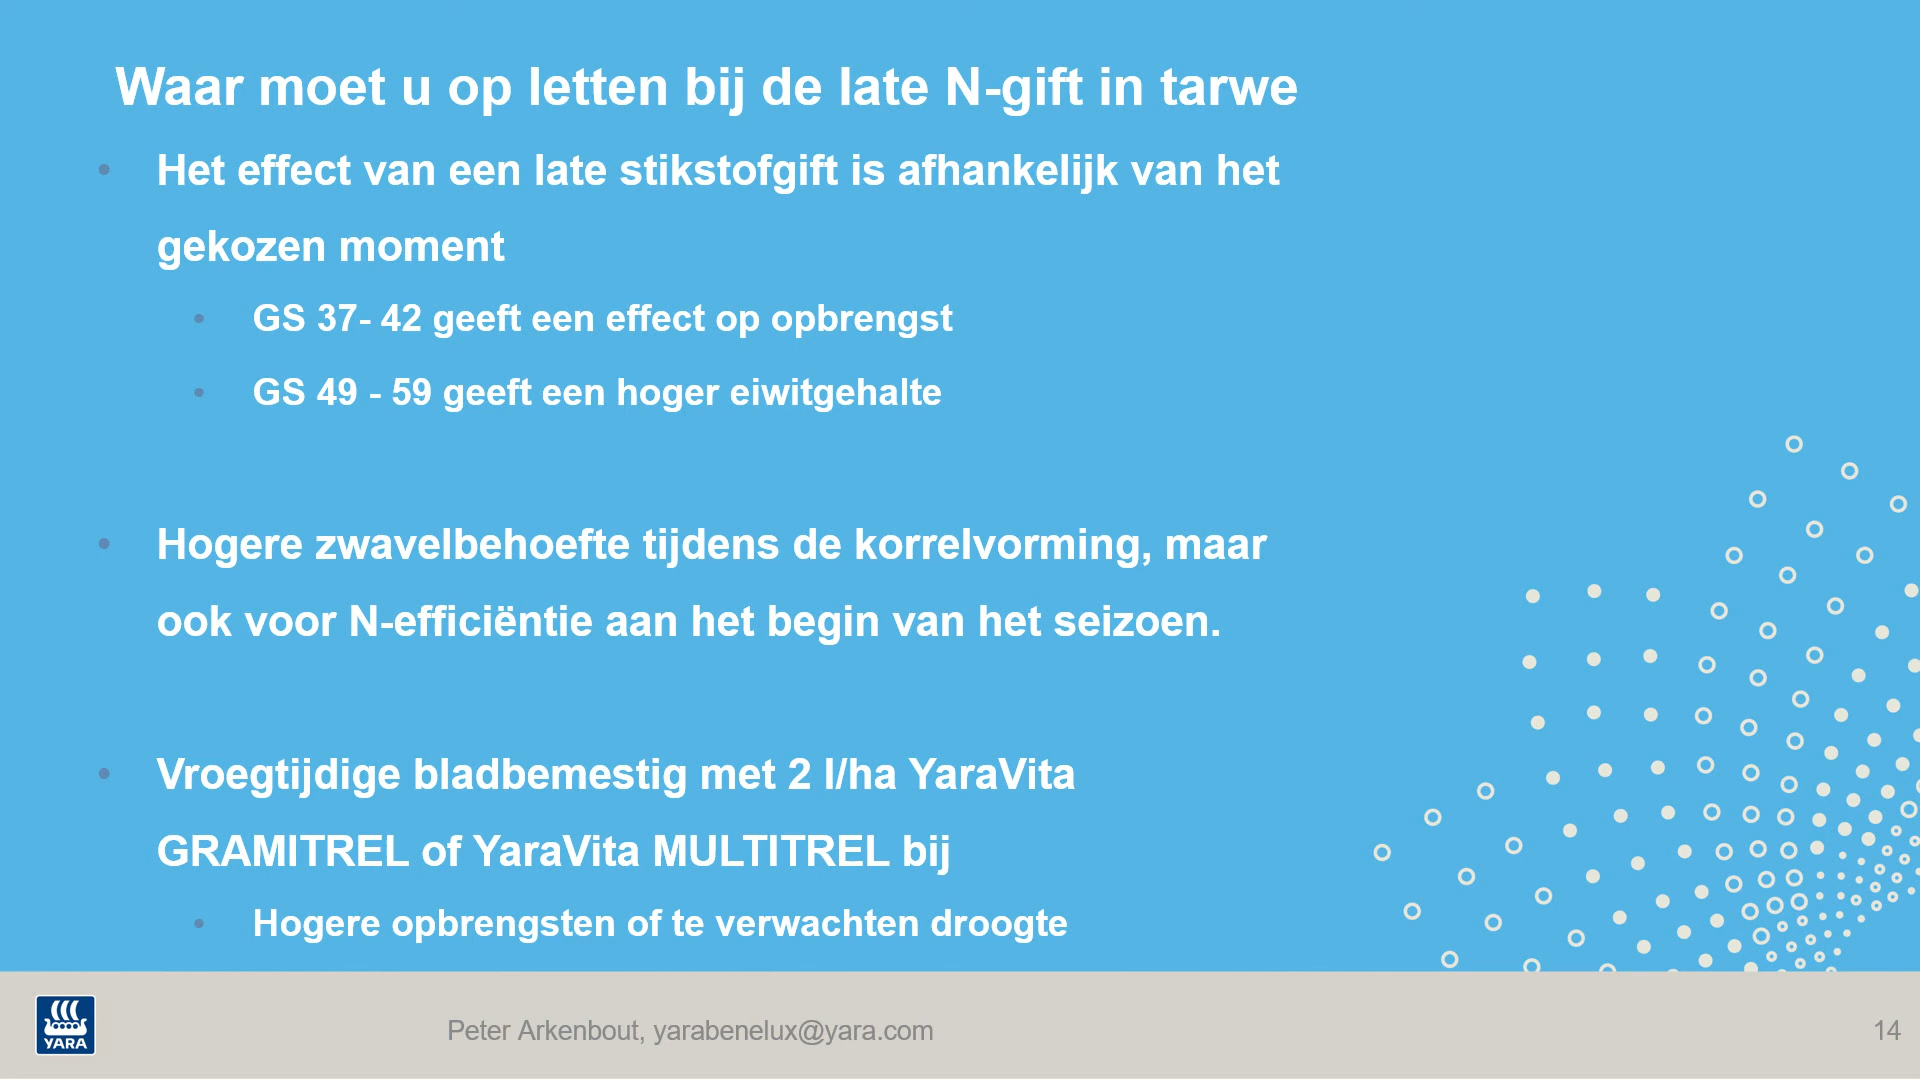 Waar moet u op letten bij de late N-gift in tarwe
• Het effect van een late stikstofgift is afhankelijk van het
gekozen moment
• GS 37- 42 geeft een effect op opbrengst
• GS 49 - 59 geeft een hoger eiwitgehalte
• Hogere zwavelbehoefte tijdens de korrelvorming, maar
ook voor N-efficiëntie aan het begin van het seizoen.
• Vroegtijdige bladbemestig met 2 l/ha YaraVita
GRAMITREL of YaraVita MULTITREL bij
• Hogere opbrengsten of te verwachten droogte
YARA
Peter Arkenbout, yarabenelux@yara.com
14